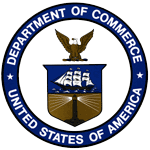 DEPARTMENT OF COMMERCE
UNITED STATES OF AMERICA